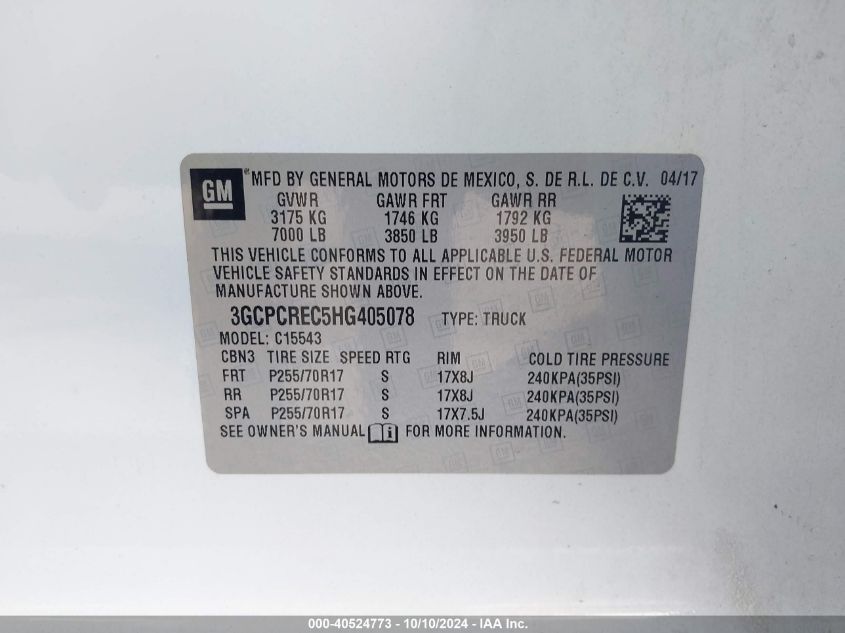 GM ® MFD BY GENERAL MOTORS DE MEXICO, S. DE R.L. DE C.V. 04/17
GVWR GAWR FRT GAWR RR
3175 KG 1746 KG 1792 KG
7000 LB 3850 LB 3950 LB
THIS VEHICLE CONFORMS TO ALL APPLICABLE U.S. FEDERAL MOTOR
VEHICLE SAFETY STANDARDS IN EFFECT ON THE DATE OF
MANUFACTURE SHOWN ABOVE.
3GCPCREC5HG405078 TYPE: TRUCK
MODEL: C15543
CBN3 TIRE SIZE SPEED RTG RIM COLD TIRE PRESSURE
FRT P255/70R17 S 17X8J 240KPA(35PSI)
RR P255/70R17 S 17X8J 240KPA(35PSI)
SPA P255/70R17 S 17X7.5J 240KPA(35PSI)
SEE OWNER'S MANUAL i FOR MORE INFORMATION.
000-40524773 - 10/10/2024 - IAA Inc.